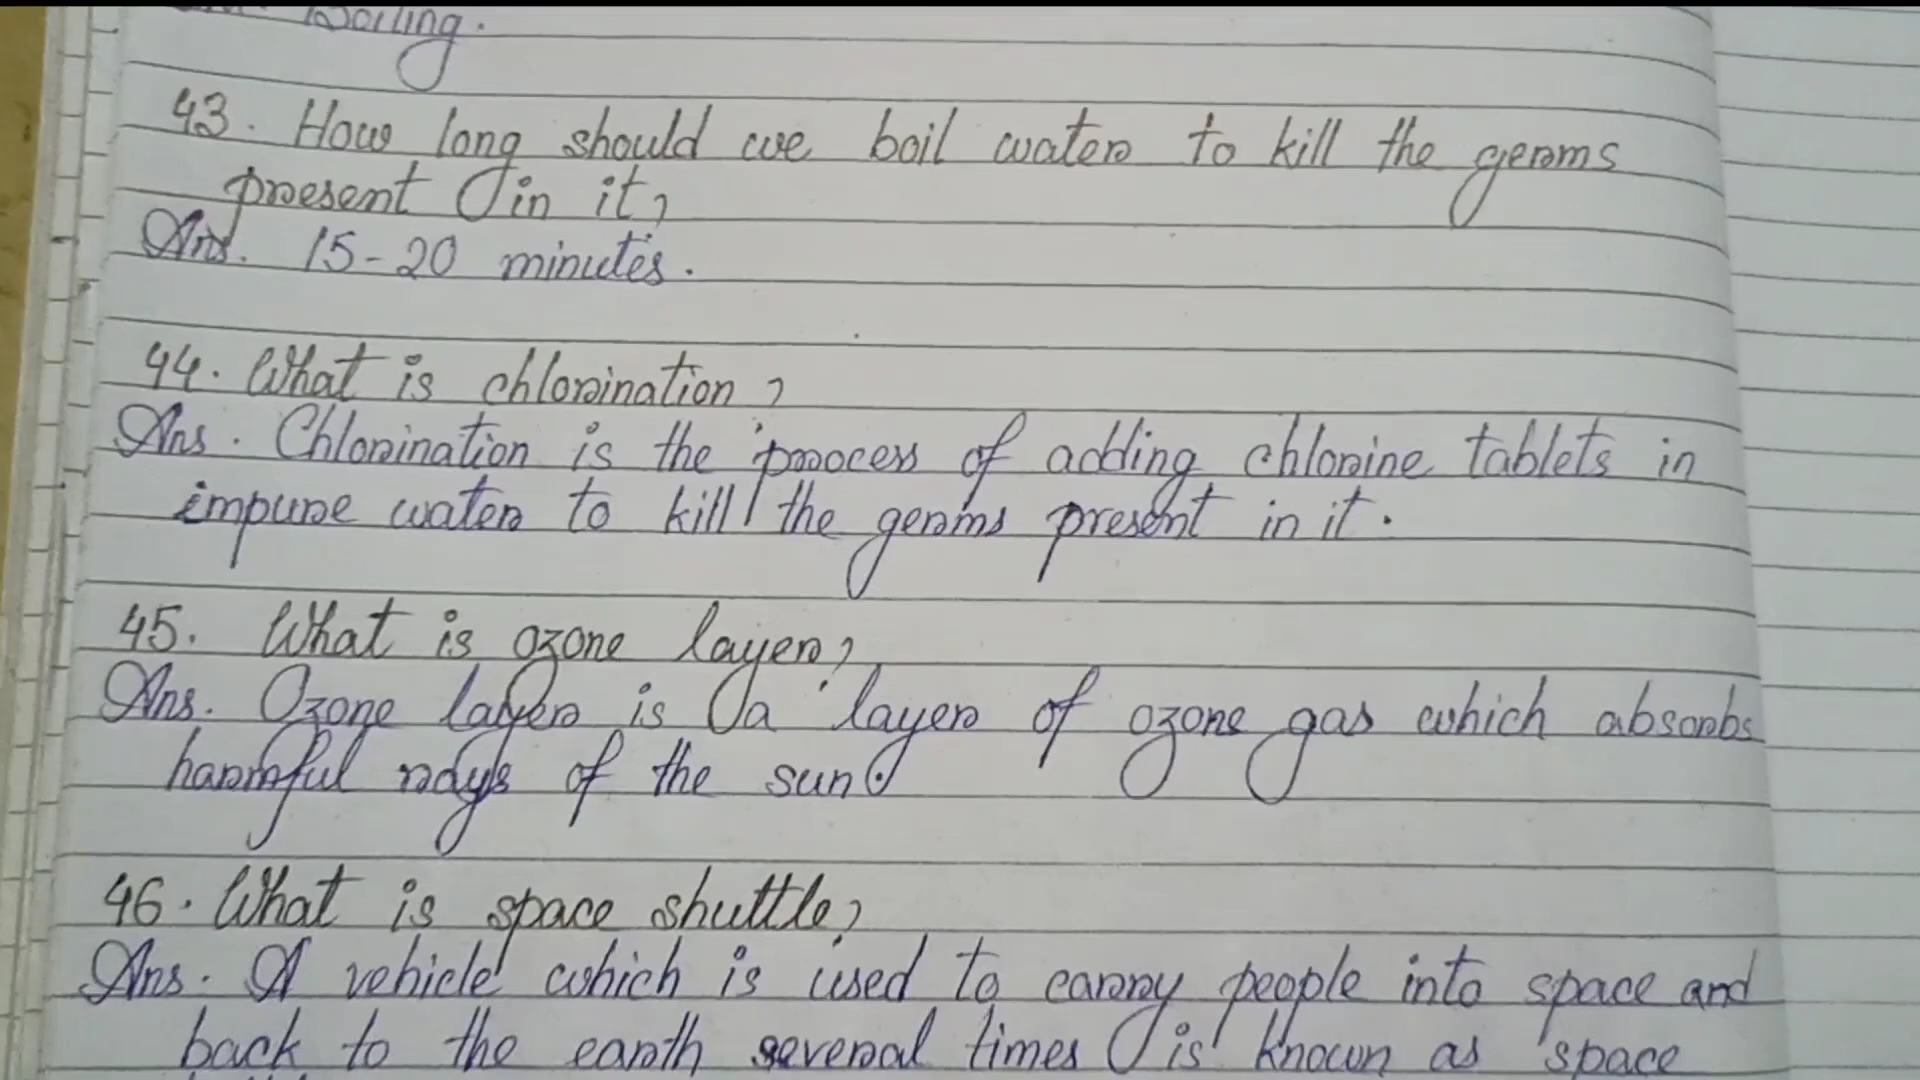 Boiling.
43. How long should we boil water to kill the germs
present in it?
Ans. 15-20 minutes.
44. What is chlorination?
Ans. Chlorination is the process of adding chlorine tablets in
impure water to kill the germs present in it.
45. What is ozone layer?
Ans. Ozone layer is a layer of ozone gas which absorbs
harmful rays of the sun.
46. What is space shuttle?
Ans. A vehicle which is used to carry people into space and
back to the earth several times is known as space